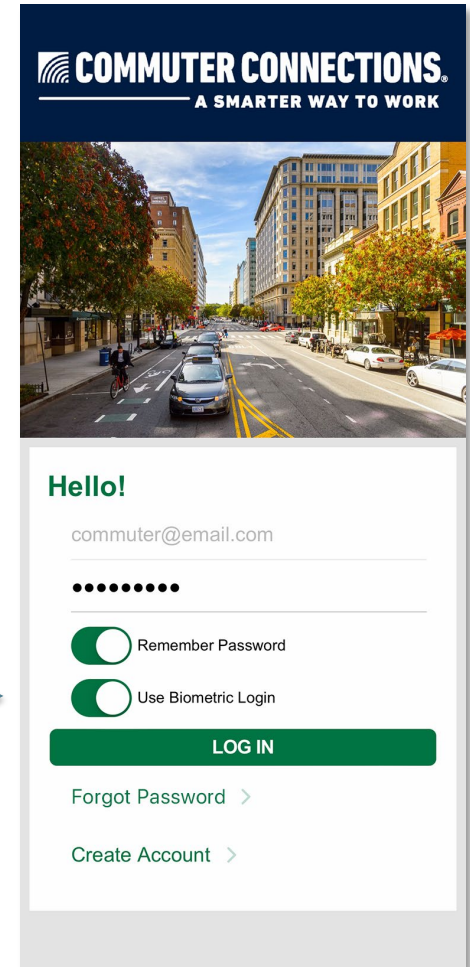 COMMUTER CONNECTIONS®
A SMARTER WAY TO WORK
HOTEL
Hello!
commuter@email.com
●●●●●●●●●
Remember Password
Use Biometric Login
LOG IN
Forgot Password >
Create Account >